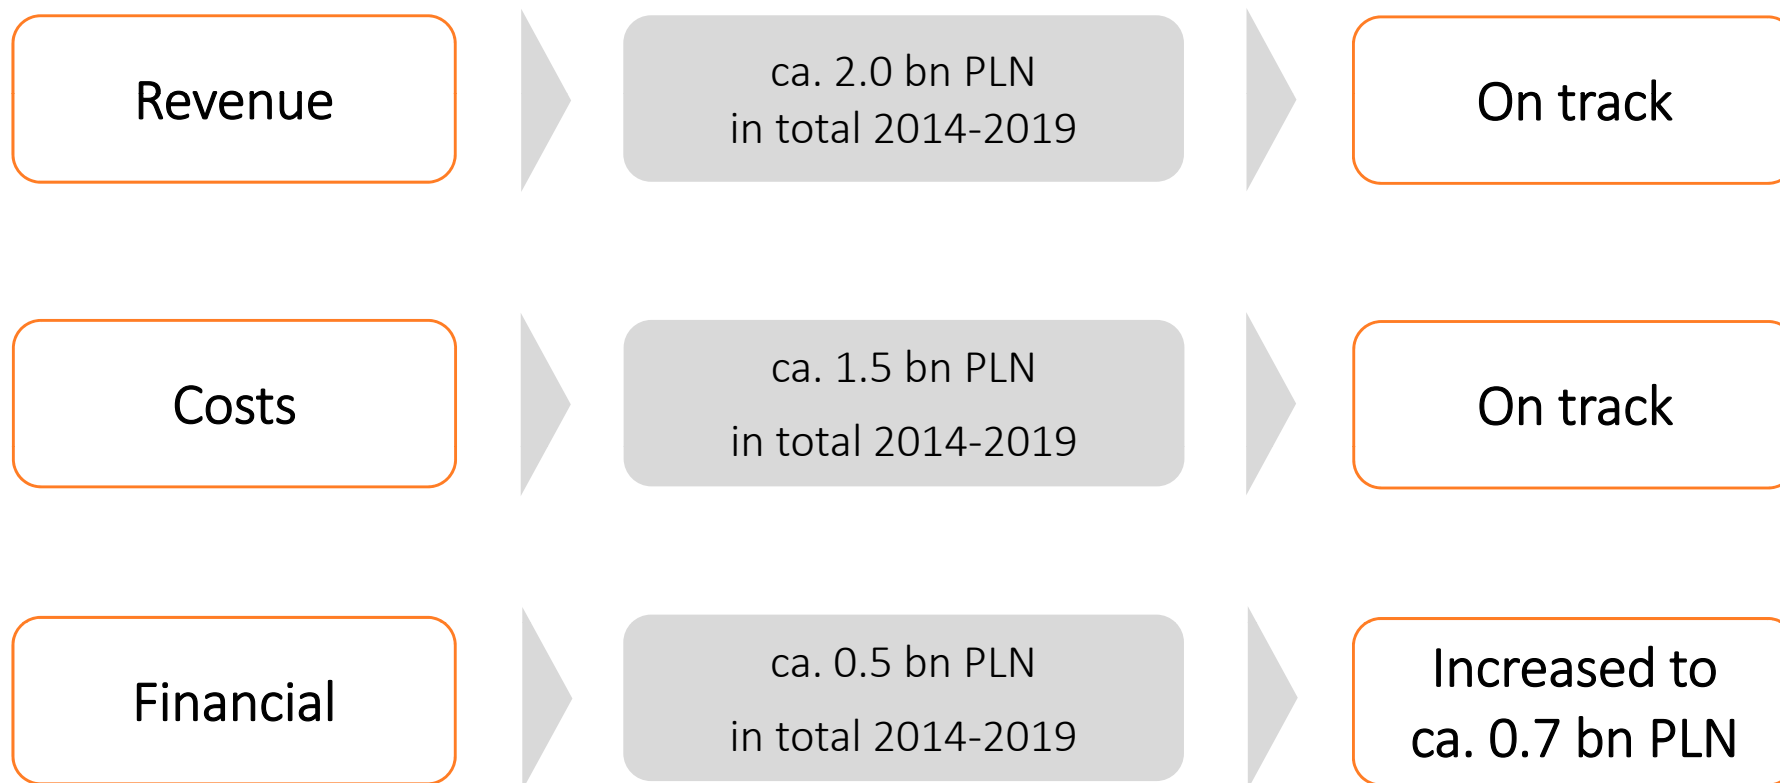 Revenue
ca. 2.0 bn PLN
in total 2014-2019
On track
Costs
ca. 1.5 bn PLN
in total 2014-2019
On track
Financial
ca. 0.5 bn PLN
in total 2014-2019
Increased to
ca. 0.7 bn PLN